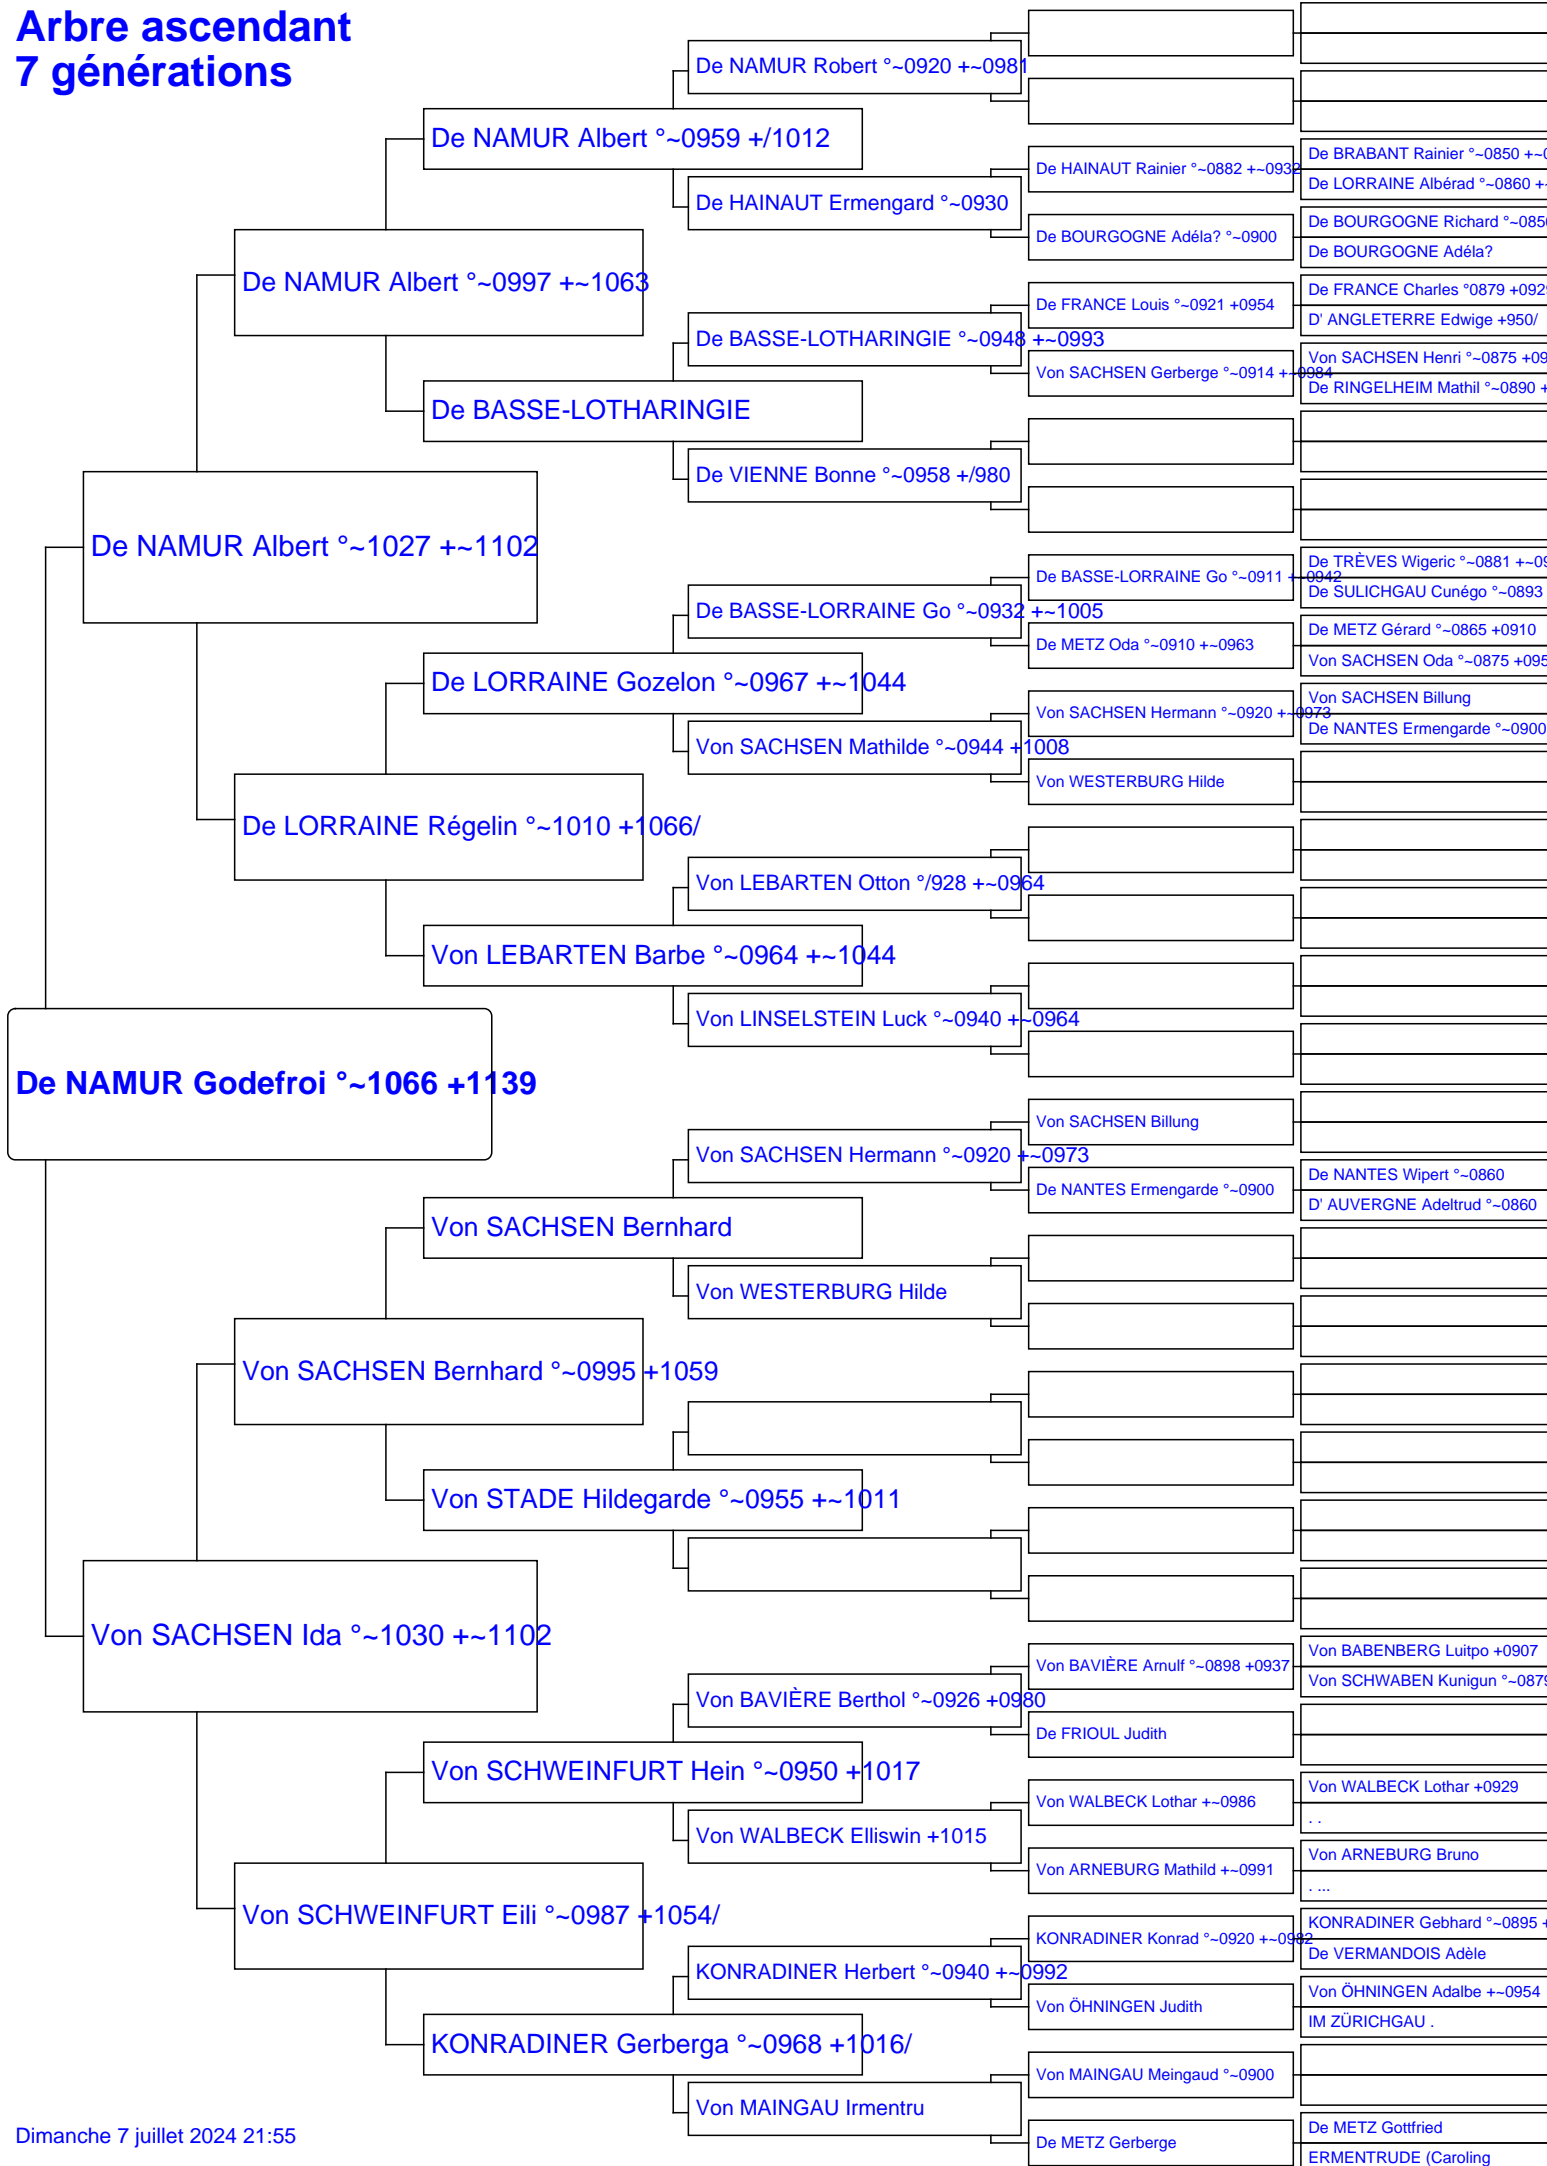 Arbre ascendant
7 générations
De NAMUR Robert °~0920 +~0981
De NAMUR Albert °~0959 +/1012
De BRABANT Rainier °~0850 +~0
De HAINAUT Rainier °~0882 +~0932
De LORRAINE Albérad °~0860 +~
De HAINAUT Ermengard °~0930
De BOURGOGNE Richard °~0850
De BOURGOGNE Adéla? °~0900
De BOURGOGNE Adéla?
De NAMUR Albert °~0997 +~1063
De FRANCE Charles °0879 +0929
De FRANCE Louis °~0921 +0954
D' ANGLETERRE Edwige +950/
De BASSE-LOTHARINGIE °~0948 +~0993
Von SACHSEN Henri °~0875 +09
Von SACHSEN Gerberge °~0914 +~0984
De RINGELHEIM Mathil °~0890 +
De BASSE-LOTHARINGIE
De VIENNE Bonne °~0958 +/980
De NAMUR Albert °~1027 +~1102
De TRÈVES Wigeric °~0881 +~09
De BASSE-LORRAINE Go °~0911 +~0942
De SULICHGAU Cunégo °~0893
De BASSE-LORRAINE Go °~0932 +~1005
De METZ Gérard °~0865 +0910
De METZ Oda °~0910 +~0963
Von SACHSEN Oda °~0875 +095
De LORRAINE Gozelon °~0967 +~1044
Von SACHSEN Billung
Von SACHSEN Hermann °~0920 +~0973
De NANTES Ermengarde °~0900
Von SACHSEN Mathilde °~0944 +1008
Von WESTERBURG Hilde
De LORRAINE Régelin °~1010 +1066/
Von LEBARTEN Otton °/928 +~0964
Von LEBARTEN Barbe °~0964 +~1044
Von LINSELSTEIN Luck °~0940 +~0964
De NAMUR Godefroi °~1066 +1139
Von SACHSEN Billung
Von SACHSEN Hermann °~0920 +~0973
De NANTES Wipert °~0860
De NANTES Ermengarde °~0900
D' AUVERGNE Adeltrud °~0860
Von SACHSEN Bernhard
Von WESTERBURG Hilde
Von SACHSEN Bernhard °~0995 +1059
Von STADE Hildegarde °~0955 +~1011
Von SACHSEN Ida °~1030 +~1102
Von BABENBERG Luitpo +0907
Von BAVIÈRE Arnulf °~0898 +0937
Von SCHWABEN Kunigun °~0879
Von BAVIÈRE Berthol °~0926 +0980
De FRIOUL Judith
Von SCHWEINFURT Hein °~0950 +1017
Von WALBECK Lothar +0929
Von WALBECK Lothar +~0986
. .
Von WALBECK Elliswin +1015
Von ARNEBURG Bruno
Von ARNEBURG Mathild +~0991
. ...
Von SCHWEINFURT Eili °~0987 +1054/
KONRADINER Gebhard °~0895 +
KONRADINER Konrad °~0920 +~0982
De VERMANDOIS Adèle
KONRADINER Herbert °~0940 +~0992
Von ÖHNINGEN Adalbe +~0954
Von ÖHNINGEN Judith
IM ZÜRICHGAU .
KONRADINER Gerberga °~0968 +1016/
Von MAINGAU Meingaud °~0900
Von MAINGAU Irmentru
De METZ Gottfried
De METZ Gerberge
ERMENTRUDE (Caroling
Dimanche 7 juillet 2024 21:55